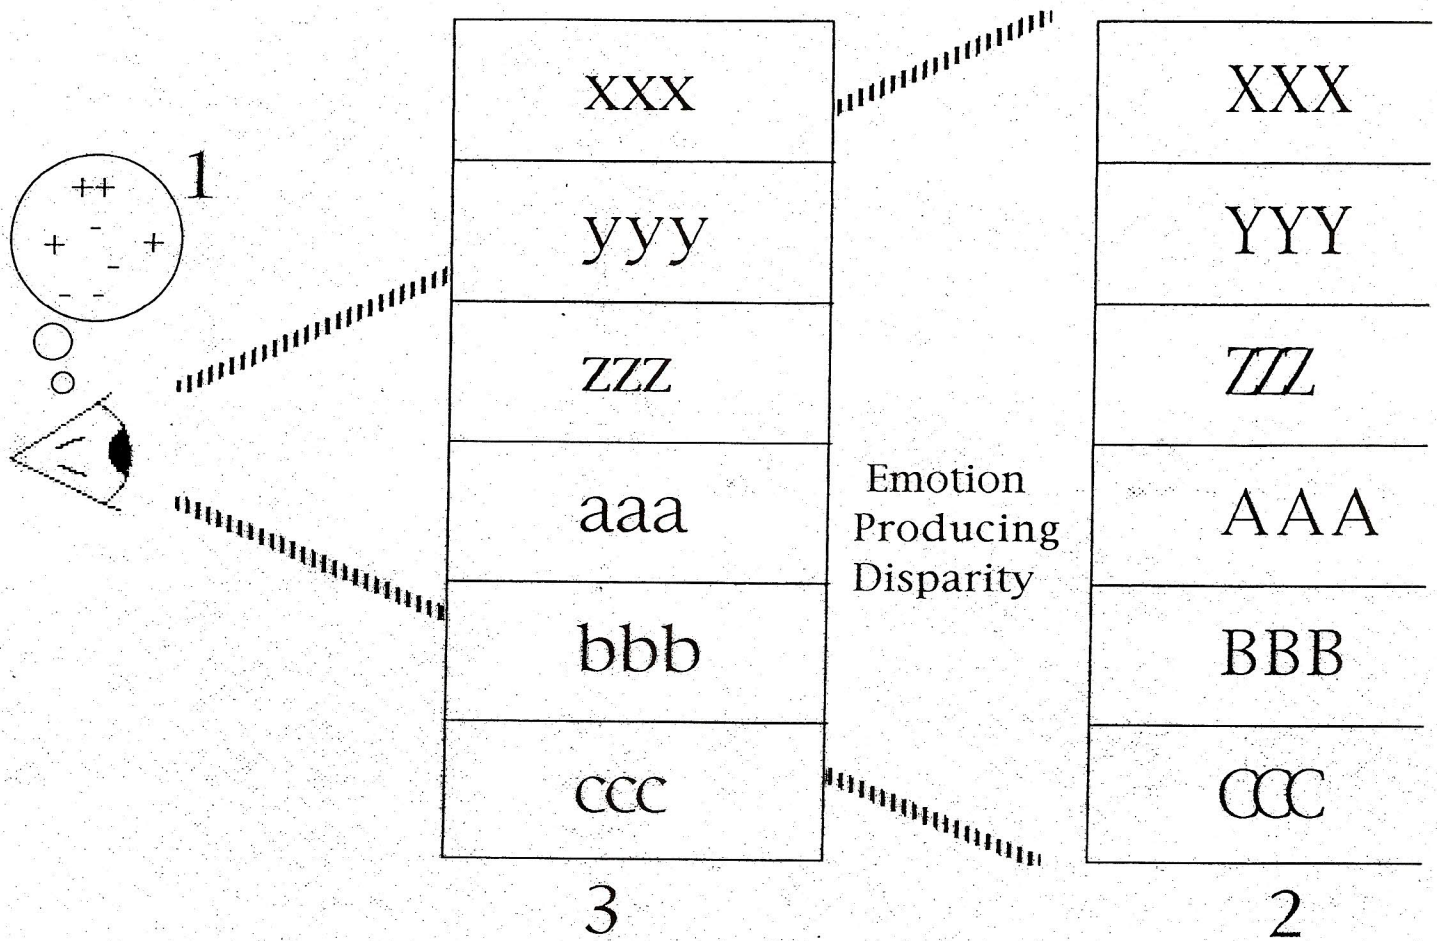 1
++
-
+ +
-
- -
xxx
yyy
zzz
aaa
bbb
ccc
3
Emotion
Producing
Disparity
XXX
YYY
ZZZ
AAA
BBB
CCC
2